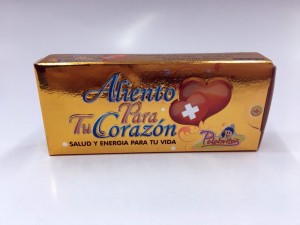 Aliento
Para
Tu Corazón
SALUD Y ENERGIA PARA TU VIDA